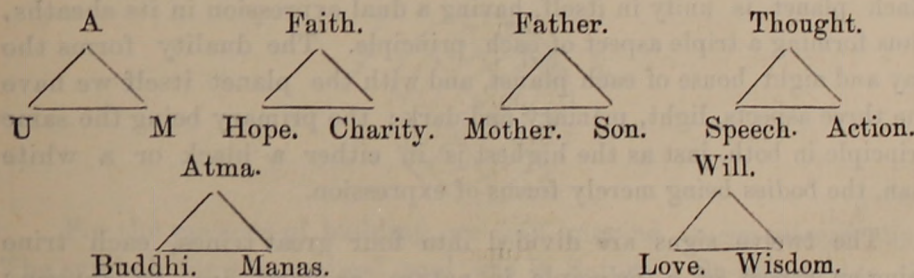 A Faith. Father. Thought.
U M Hope. Charity. Mother. Son. Speech. Action.
Atma. Will.
Buddhi. Manas. Love. Wisdom.